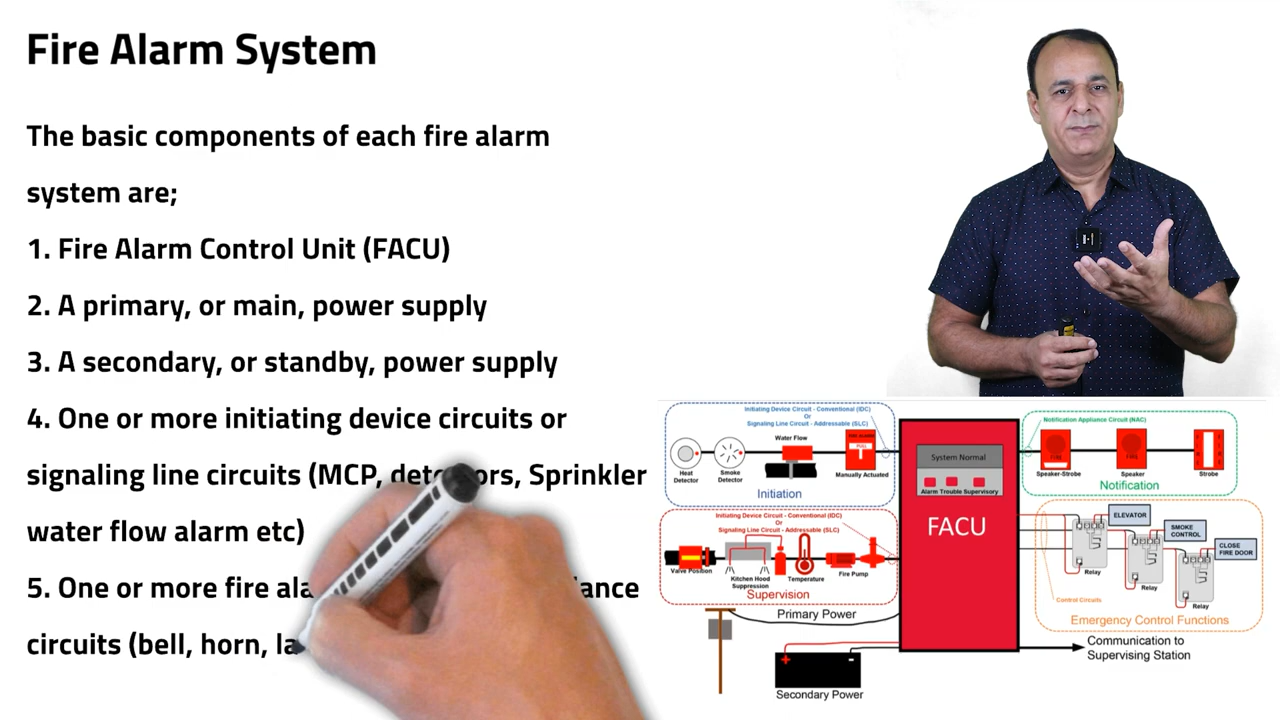 Fire Alarm System
The basic components of each fire alarm
system are;
1. Fire Alarm Control Unit (FACU)
2. A primary, or main, power supply
3. A secondary, or standby, power supply
4. One or more initiating device circuits or
signaling line circuits (MCP, detectors, Sprinkler
water flow alarm etc)
5. One or more fire
circuits (bell, horn,
Initiating Device Circuit - Conventional (IDC)
Or
Signaling Line Circuit - Addressable (SLC)
Water Flow
Heat
Detector
Smoke
Detector
PULL
Manually Actuated
Initiation
Initiating Device Circuit - Conventional (IDC)
Or
Signaling Line Circuit - Addressable (SLC)
Valve Position
Kitchen Hood
Suppression
Temperature
Fire Pump
Supervision
Primary Power
+ -
Secondary Power
System Normal
Alarm Trouble Supervisory
FACU
Notification Appliance Circuit (NAC)
Speaker-Strobe
Speaker
Strobe
Notification
ELEVATOR
SMOKE
CONTROL
CLOSE
FIRE DOOR
Relay
Relay
Relay
Control Circuits
Emergency Control Functions
Communication to
Supervising Station